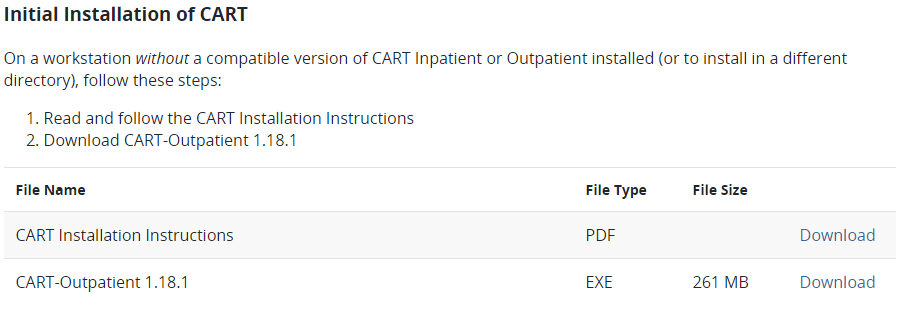 Initial Installation of CART
On a workstation without a compatible version of CART Inpatient or Outpatient installed (or to install in a different
directory), follow these steps:
1. Read and follow the CART Installation Instructions
2. Download CART-Outpatient 1.18.1
File Name File Type File Size
CART Installation Instructions PDF Download
CART-Outpatient 1.18.1 EXE 261 MB Download